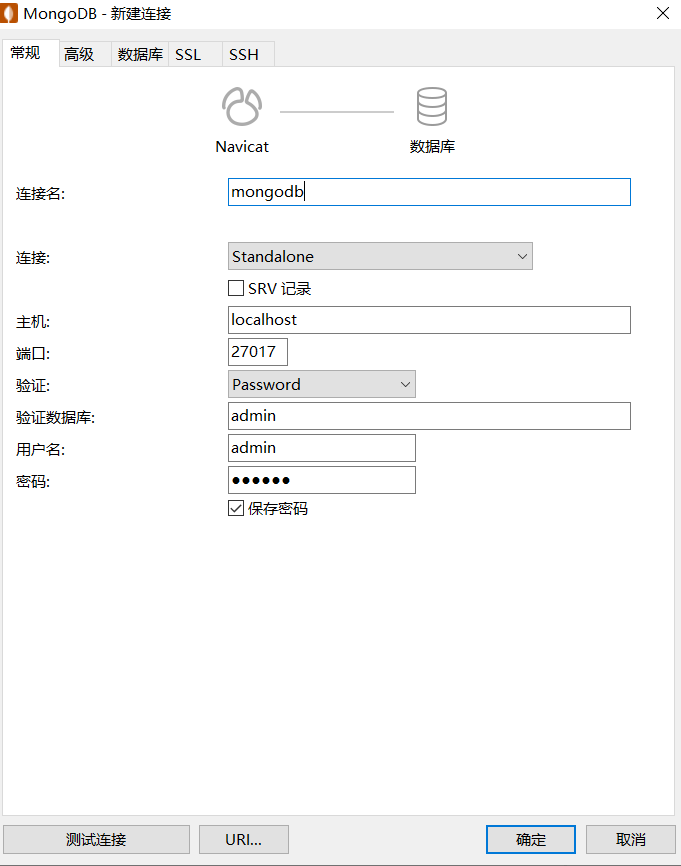 MongoDB - 新建连接
常规 高级 数据库 SSL SSH
Navicat 数据库
连接名: mongodb
连接: Standalone
SRV 记录
主机: localhost
端口: 27017
验证: Password
验证数据库: admin
用户名: admin
密码: ●●●●●●
保存密码
测试连接 URI... 确定 取消